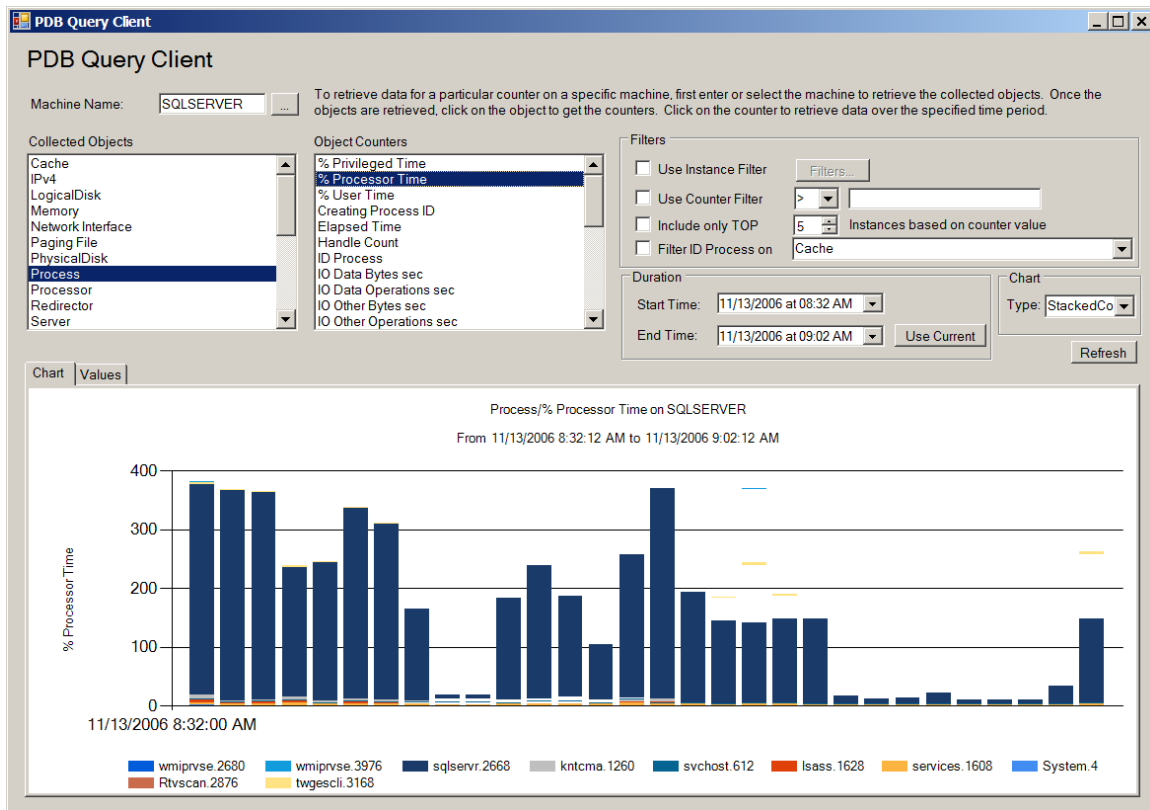 PDB Query Client
PDB Query Client
Machine Name:
SQLSERVER
...
To retrieve data for a particular counter on a specific machine, first enter or select the machine to retrieve the collected objects. Once the
objects are retrieved, click on the object to get the counters. Click on the counter to retrieve data over the specified time period.
Collected Objects
Cache
IPv4
LogicalDisk
Memory
Network Interface
Paging File
PhysicalDisk
Process
Processor
Redirector
Server
Object Counters
% Privileged Time
% Processor Time
% User Time
Creating Process ID
Elapsed Time
Handle Count
ID Process
IO Data Bytes sec
IO Data Operations sec
IO Other Bytes sec
IO Other Operations sec
Filters
Use Instance Filter
Filters...
Use Counter Filter
>
Include only TOP
5
Instances based on counter value
Filter ID Process on
Cache
Duration
Start Time:
11/13/2006 at 08:32 AM
End Time:
11/13/2006 at 09:02 AM
Use Current
Chart
Type:
StackedCo
Refresh
Chart
Values
Process/% Processor Time on SQLSERVER
From 11/13/2006 8:32:12 AM to 11/13/2006 9:02:12 AM
% Processor Time
400
300
200
100
0
11/13/2006 8:32:00 AM
wmiprvse.2680
wmiprvse.3976
sqlservr.2668
kntcma.1260
svchost.612
lsass.1628
services.1608
System.4
Rtvscan.2876
twgescli.3168